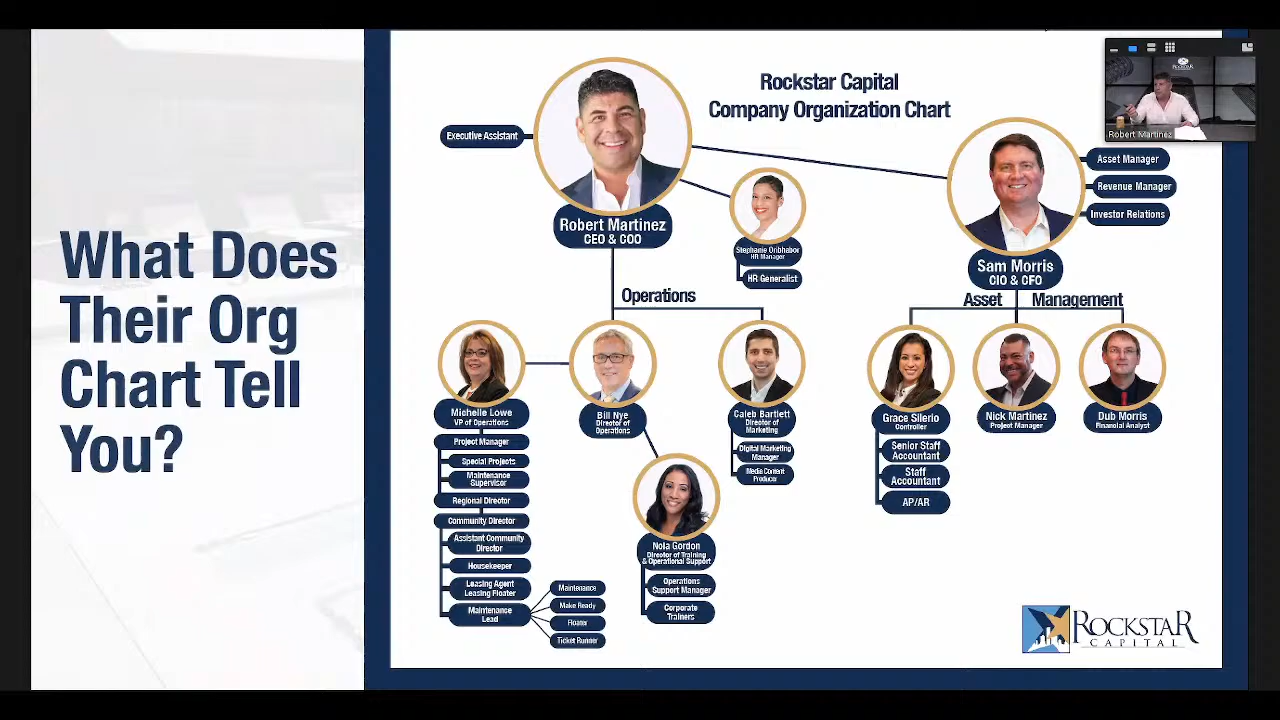 What Does
Their Org
Chart Tell
You?
Rockstar Capital
Company Organization Chart
Executive Assistant
Robert Martinez
CEO & COO
Stephanie Oribhabor
HR Manager
HR Generalist
Sam Morris
CIO & CFO
Asset Manager
Revenue Manager
Investor Relations
Operations
Asset Management
Michelle Lowe
VP of Operations
Project Manager
Special Projects
Maintenance
Supervisor
Regional Director
Community Director
Assistant Community
Director
Housekeeper
Leasing Agent
Leasing Floater
Maintenance
Lead
Maintenance
Make Ready
Floater
Ticket Runner
Bill Nye
Director of
Operations
Nola Gordon
Director of Training
& Operational Support
Operations
Support Manager
Corporate
Trainers
Caleb Bartlett
Director of
Marketing
Digital Marketing
Manager
Media Content
Producer
Grace Silerio
Controller
Senior Staff
Accountant
Staff
Accountant
AP/AR
Nick Martinez
Project Manager
Dub Morris
Financial Analyst
ROCKSTAR
CAPITAL
Robert Martinez